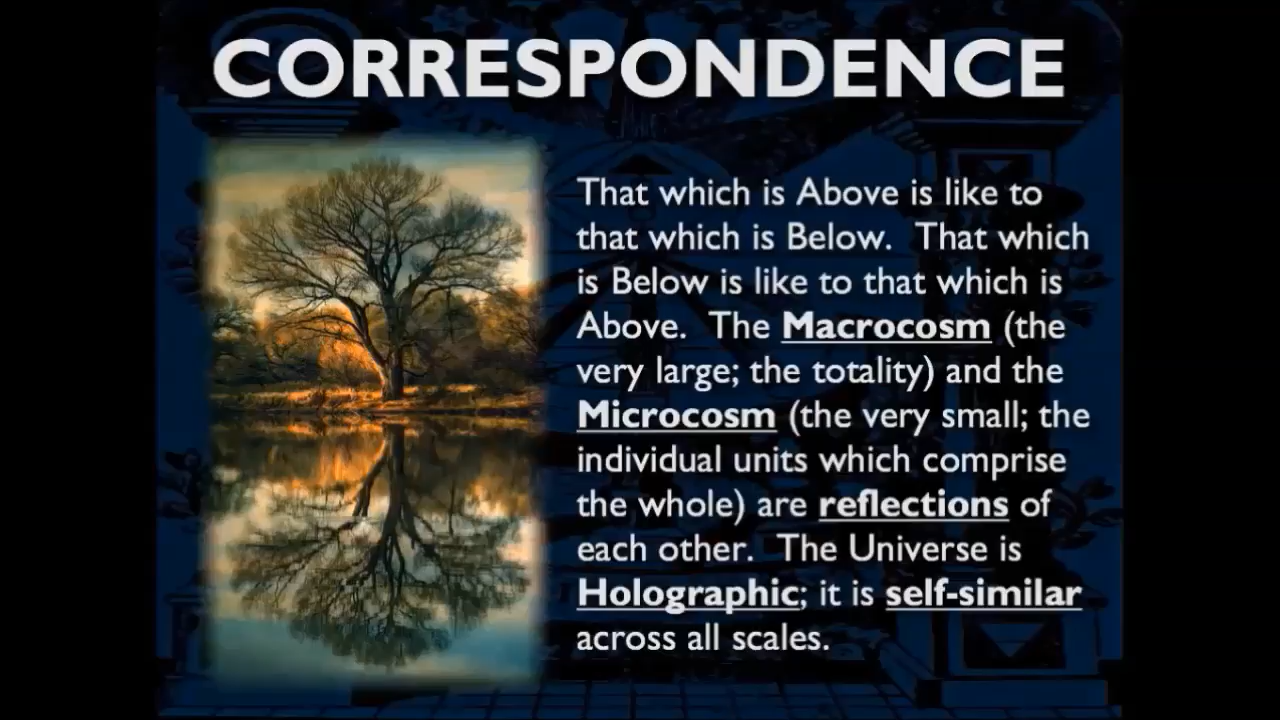 CORRESPONDENCE
That which is Above is like to
that which is Below.  That which
is Below is like to that which is
Above.  The Macrocosm (the
very large; the totality) and the
Microcosm (the very small; the
individual units which comprise
the whole) are reflections of
each other.  The Universe is
Holographic; it is self-similar
across all scales.